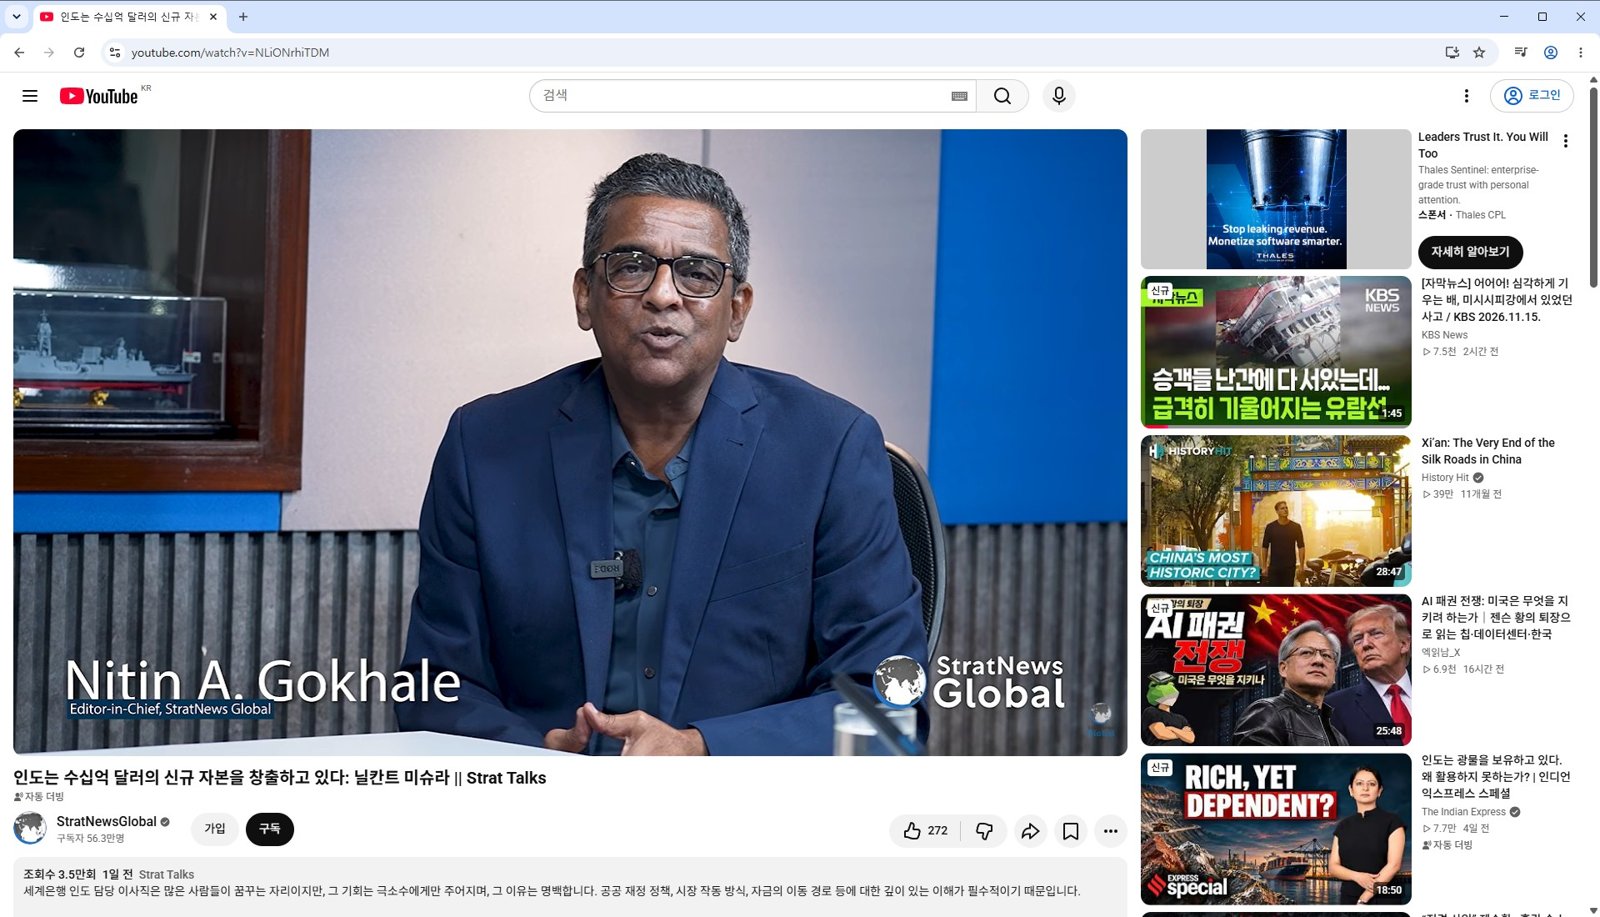 인도는 수십억 달러의 신규 자본
youtube.com/watch?v=NLiONrhiTDM
YouTube KR
검색
로그인
Nitin A. Gokhale
Editor-in-Chief, StratNews Global
StratNews
Global
EDOЯ
인도는 수십억 달러의 신규 자본을 창출하고 있다: 닐칸트 미슈라 || Strat Talks
자동 더빙
StratNewsGlobal
구독자 56.3만명
가입
구독
272
조회수 3.5만회 1일 전 Strat Talks
세계은행 인도 담당 이사직은 많은 사람들이 꿈꾸는 자리이지만, 그 기회는 극소수에게만 주어지며, 그 이유는 명백합니다. 공공 재정 정책, 시장 작동 방식, 자금의 이동 경로 등에 대한 깊이 있는 이해가 필수적이기 때문입니다.
Stop leaking revenue.
Monetize software smarter.
THALES
Leaders Trust It. You Will
Too
Thales Sentinel: enterprise-
grade trust with personal
attention.
스폰서 · Thales CPL
자세히 알아보기
신규
자막뉴스
KBS
NEWS
승객들 난간에 다 서있는데...
급격히 기울어지는 유람선
1:45
[자막뉴스] 어어어! 심각하게 기
우는 배, 미시시피강에서 있었던
사고 / KBS 2026.11.15.
KBS News
7.5천 2시간 전
HISTORY HIT
CHINA'S MOST
HISTORIC CITY?
28:47
Xi'an: The Very End of the
Silk Roads in China
History Hit
39만 11개월 전
신규
황의 퇴장
AI 패권
전쟁
미국은 무엇을 지키나
25:48
AI 패권 전쟁: 미국은 무엇을 지
키려 하는가｜젠슨 황의 퇴장으
로 읽는 칩·데이터센터·한국
엑읽남_X
6.9천 16시간 전
신규
RICH, YET
DEPENDENT?
EXPRESS
special
18:50
인도는 광물을 보유하고 있다.
왜 활용하지 못하는가? | 인디언
익스프레스 스페셜
The Indian Express
7.7만 4일 전
자동 더빙